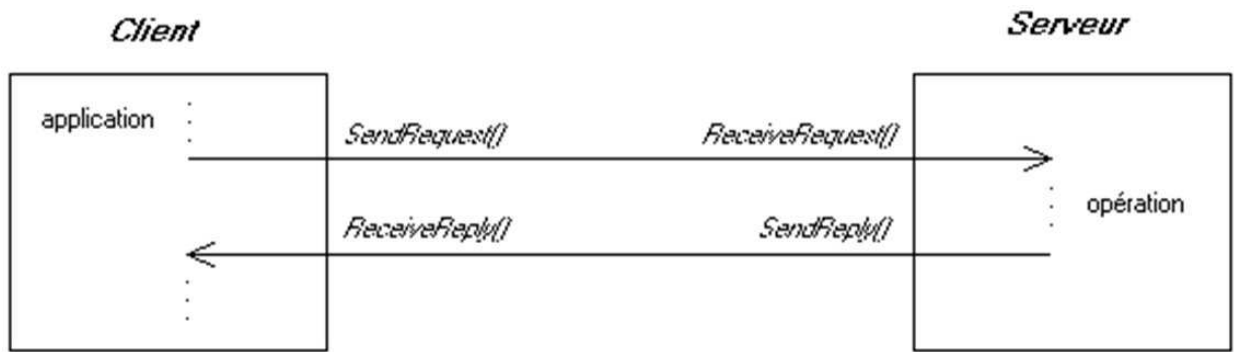 Client
Serveur
application
SendRequest()
ReceiveRequest()
opération
ReceiveReply()
SendReply()